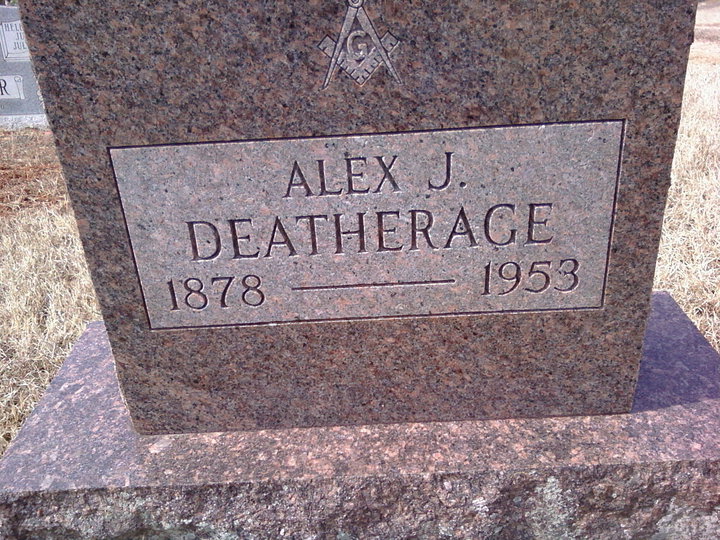 G
ALEX J.
DEATHERAGE
1878 — 1953
R